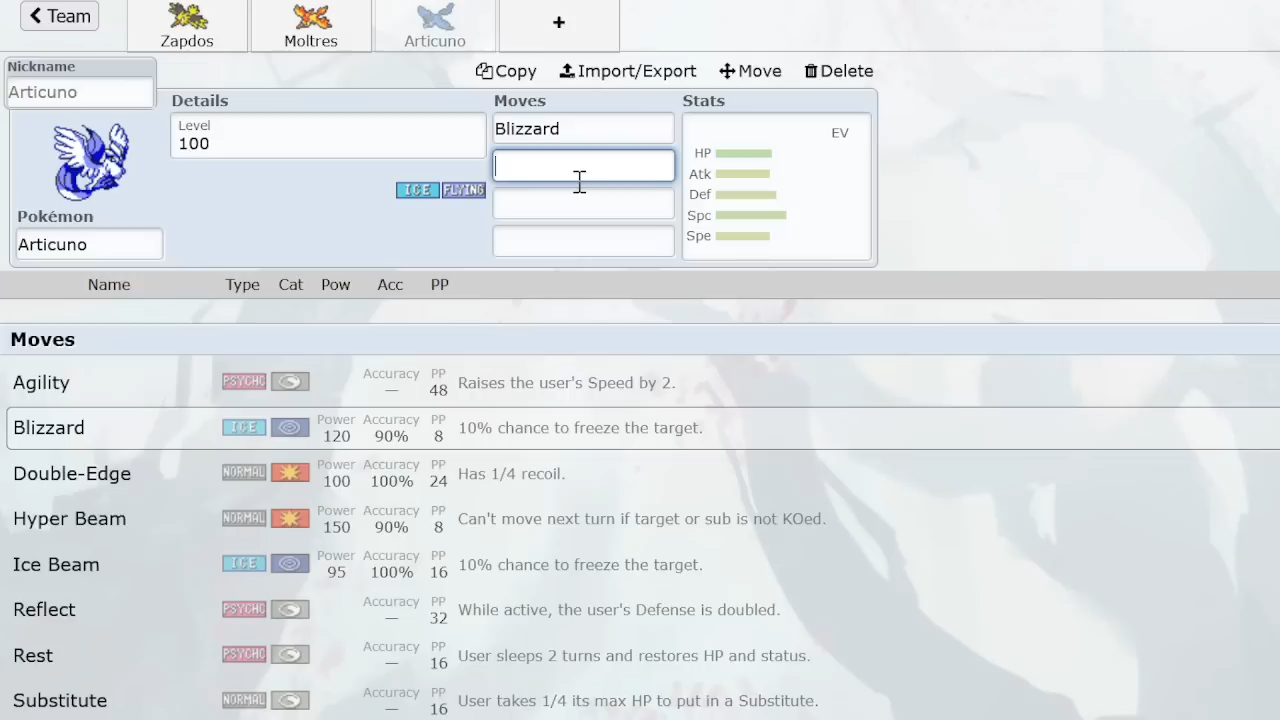 Team
Zapdos
Moltres
Articuno
+
Nickname
Articuno
Copy
Import/Export
Move
Delete
Details
Moves
Stats
Level
100
ICE FLYING
Pokémon
Articuno
Blizzard
EV
HP
Atk
Def
Spc
Spe
Name Type Cat Pow Acc PP
Moves
Agility PSYCHC Accuracy — PP 48 Raises the user's Speed by 2.
Blizzard ICE Power 120 Accuracy 90% PP 8 10% chance to freeze the target.
Double-Edge NORMAL Power 100 Accuracy 100% PP 24 Has 1/4 recoil.
Hyper Beam NORMAL Power 150 Accuracy 90% PP 8 Can't move next turn if target or sub is not KOed.
Ice Beam ICE Power 95 Accuracy 100% PP 16 10% chance to freeze the target.
Reflect PSYCHC Accuracy — PP 32 While active, the user's Defense is doubled.
Rest PSYCHC Accuracy — PP 16 User sleeps 2 turns and restores HP and status.
Substitute NORMAL Accuracy — PP 16 User takes 1/4 its max HP to put in a Substitute.